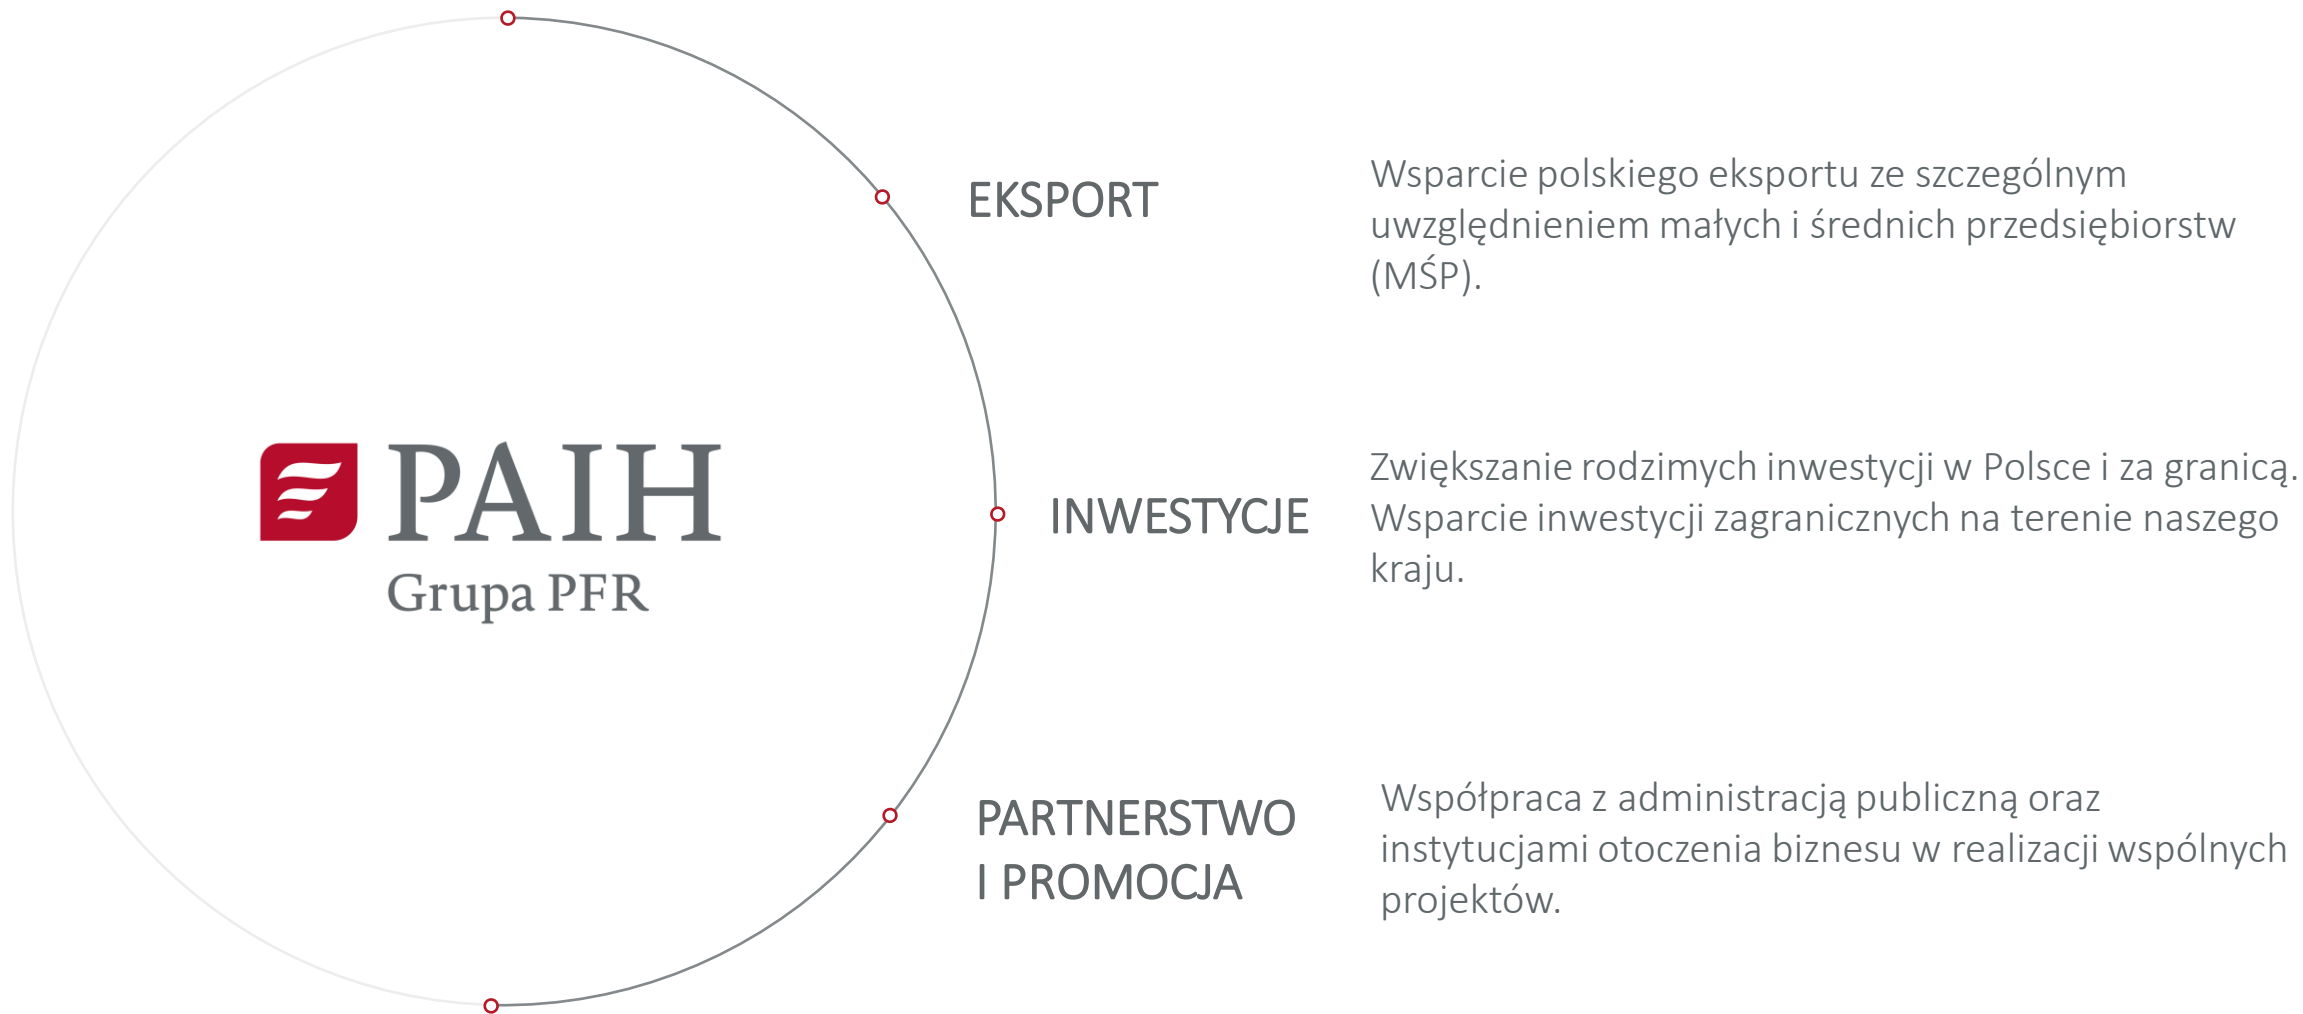 PAIH
Grupa PFR
EKSPORT
Wsparcie polskiego eksportu ze szczególnym
uwzględnieniem małych i średnich przedsiębiorstw
(MŚP).
INWESTYCJE
Zwiększanie rodzimych inwestycji w Polsce i za granicą.
Wsparcie inwestycji zagranicznych na terenie naszego
kraju.
PARTNERSTWO
I PROMOCJA
Współpraca z administracją publiczną oraz
instytucjami otoczenia biznesu w realizacji wspólnych
projektów.